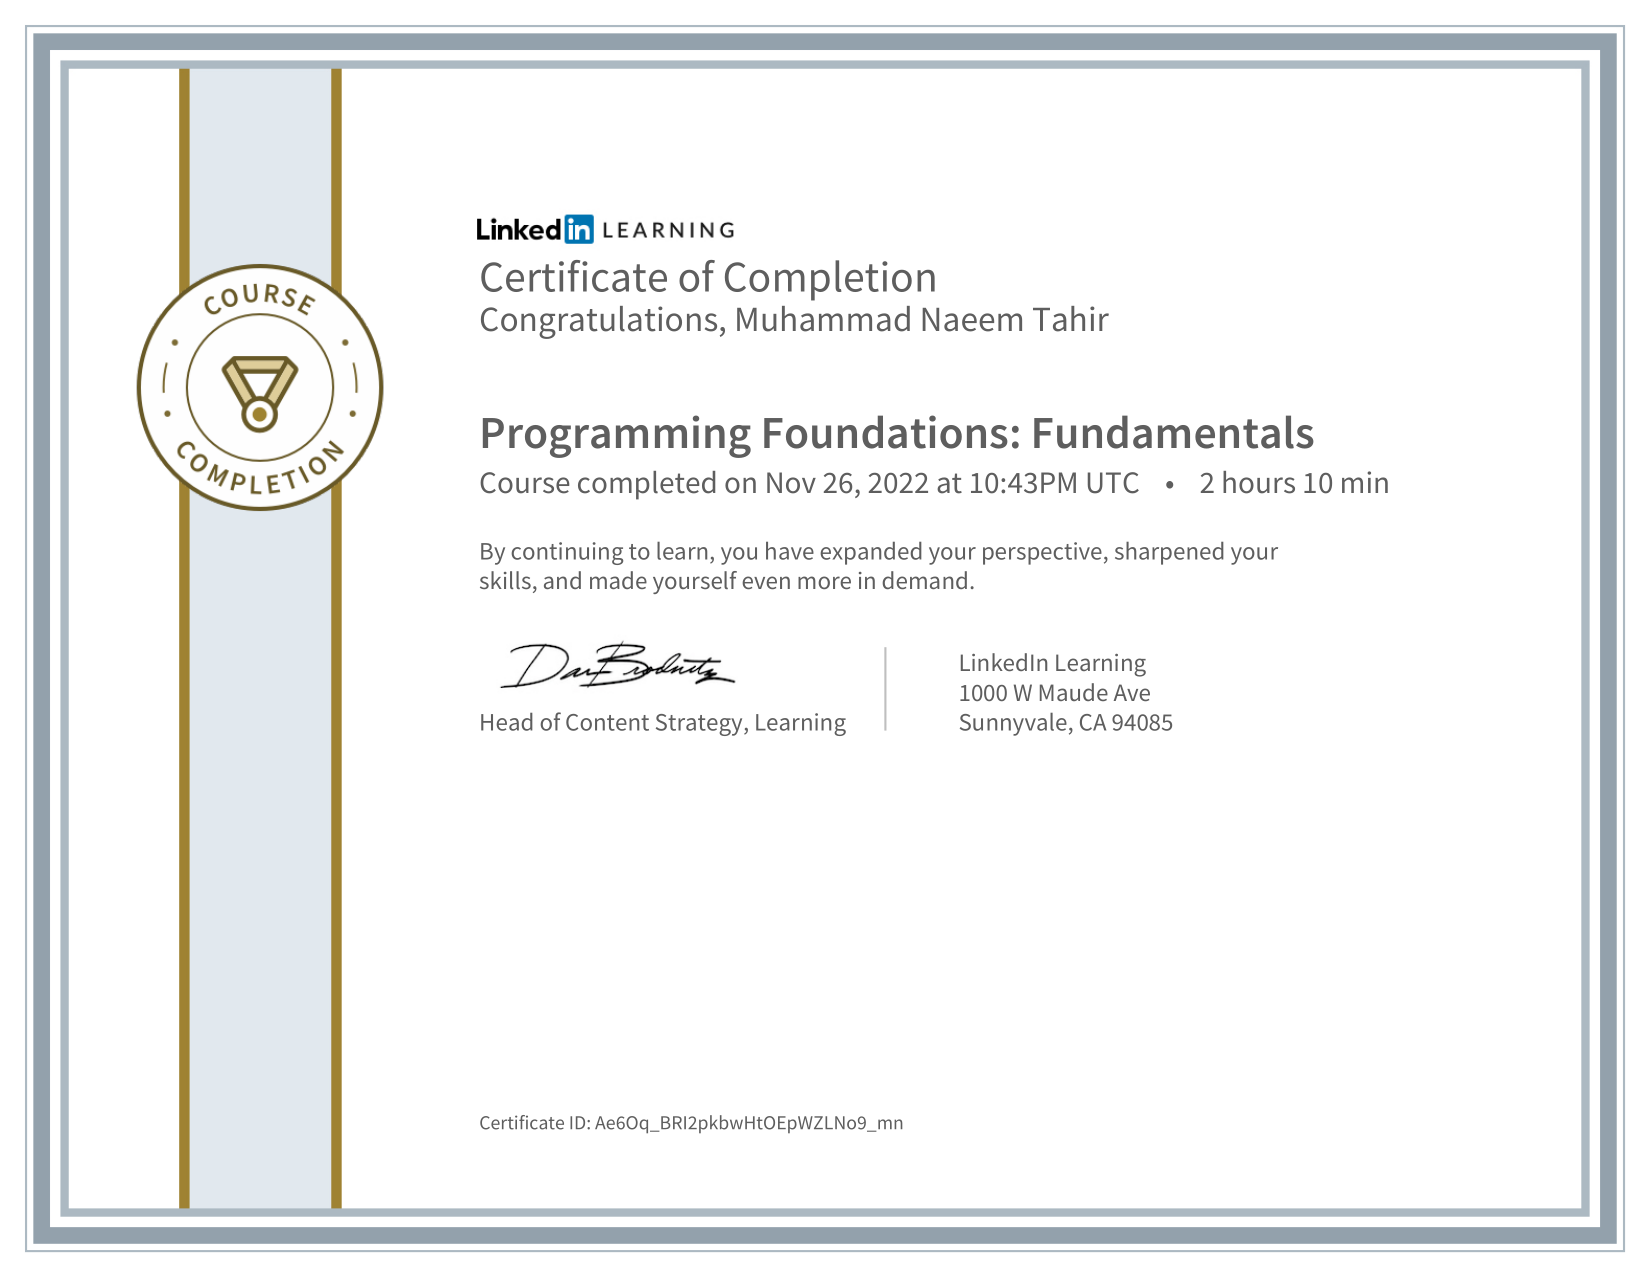 COURSE
COMPLETION
Linked in LEARNING
Certificate of Completion
Congratulations, Muhammad Naeem Tahir
Programming Foundations: Fundamentals
Course completed on Nov 26, 2022 at 10:43PM UTC • 2 hours 10 min
By continuing to learn, you have expanded your perspective, sharpened your
skills, and made yourself even more in demand.
Dan Brodnitz
Head of Content Strategy, Learning
LinkedIn Learning
1000 W Maude Ave
Sunnyvale, CA 94085
Certificate ID: Ae6Oq_BRI2pkbwHtOEpWZLNo9_mn